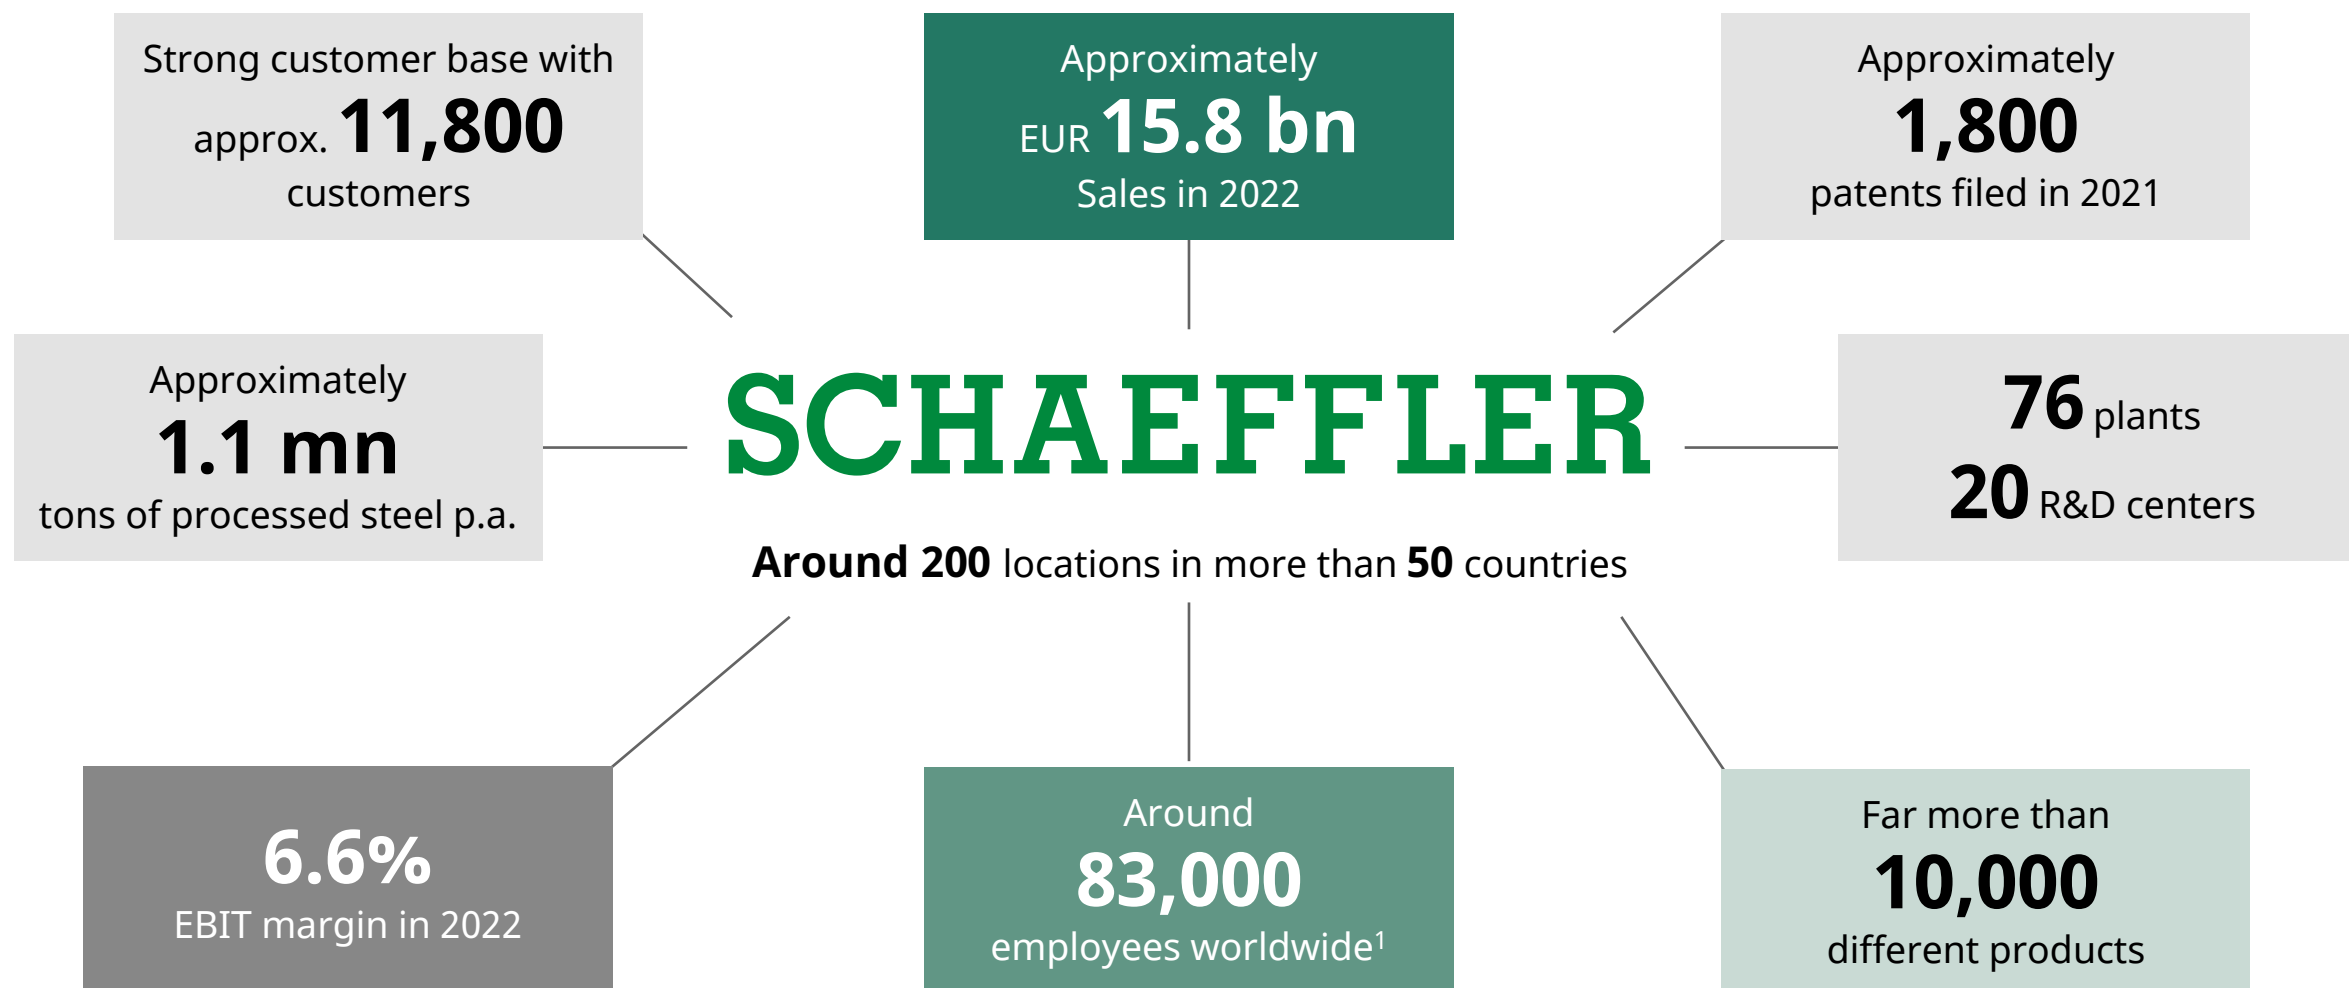 Strong customer base with
approx. 11,800
customers
Approximately
EUR 15.8 bn
Sales in 2022
Approximately
1,800
patents filed in 2021
Approximately
1.1 mn
tons of processed steel p.a.
SCHAEFFLER
Around 200 locations in more than 50 countries
76 plants
20 R&D centers
6.6%
EBIT margin in 2022
Around
83,000
employees worldwide¹
Far more than
10,000
different products